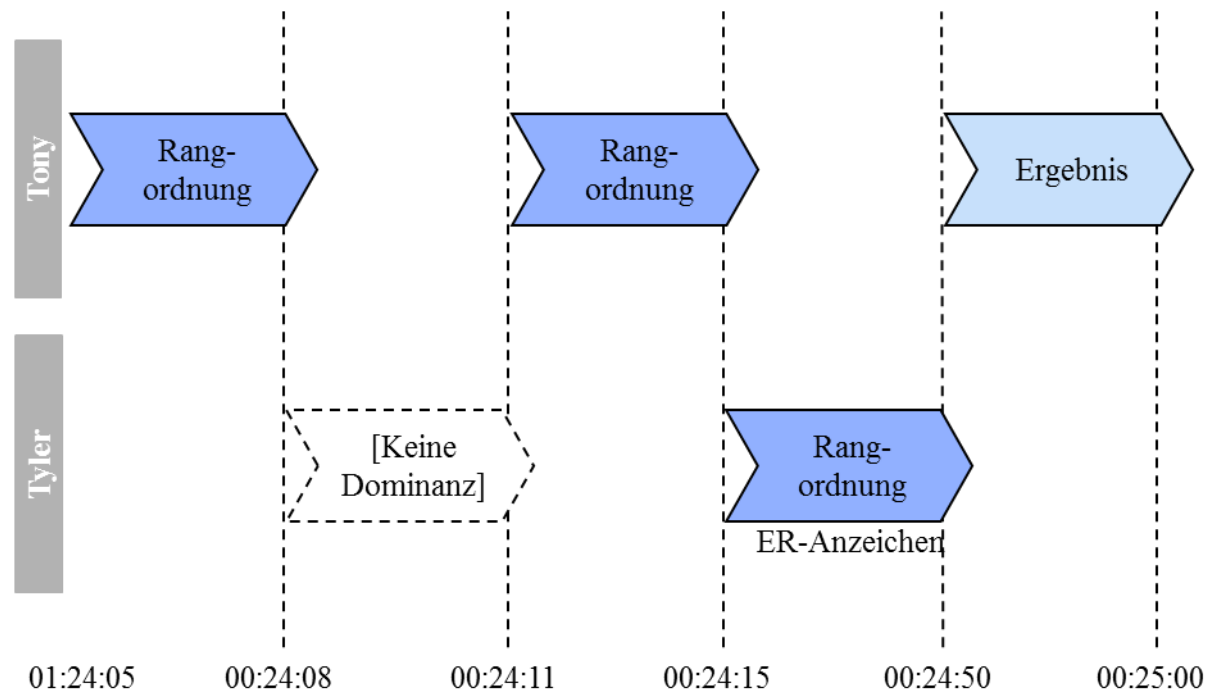 Tony
Rang-
ordnung
Rang-
ordnung
Ergebnis
Tyler
[Keine
Dominanz]
Rang-
ordnung
ER-Anzeichen
01:24:05 00:24:08 00:24:11 00:24:15 00:24:50 00:25:00